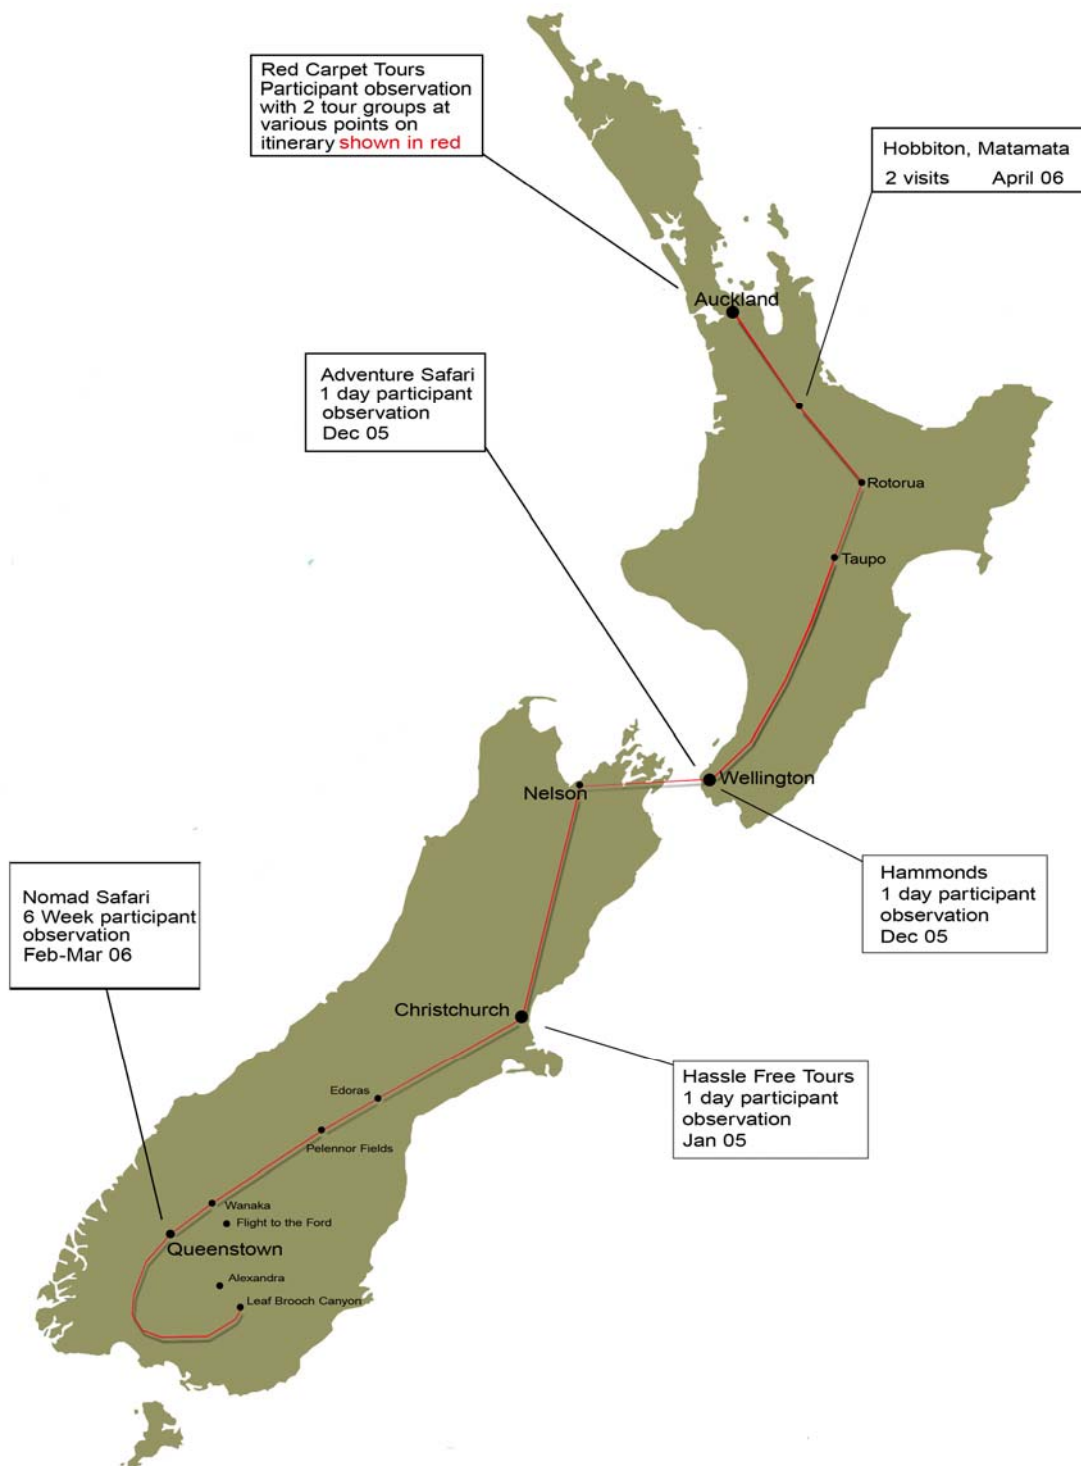 Red Carpet Tours
Participant observation
with 2 tour groups at
various points on
itinerary shown in red
Hobbiton, Matamata
2 visits April 06
Auckland
Adventure Safari
1 day participant
observation
Dec 05
Rotorua
Taupo
Wellington
Nelson
Hammonds
1 day participant
observation
Dec 05
Nomad Safari
6 Week participant
observation
Feb-Mar 06
Christchurch
Hassle Free Tours
1 day participant
observation
Jan 05
Edoras
Pelennor Fields
Wanaka
Flight to the Ford
Queenstown
Alexandra
Leaf Brooch Canyon